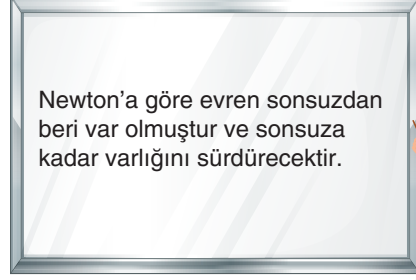 Newton'a göre evren sonsuzdan
beri var olmuştur ve sonsuza
kadar varlığını sürdürecektir.